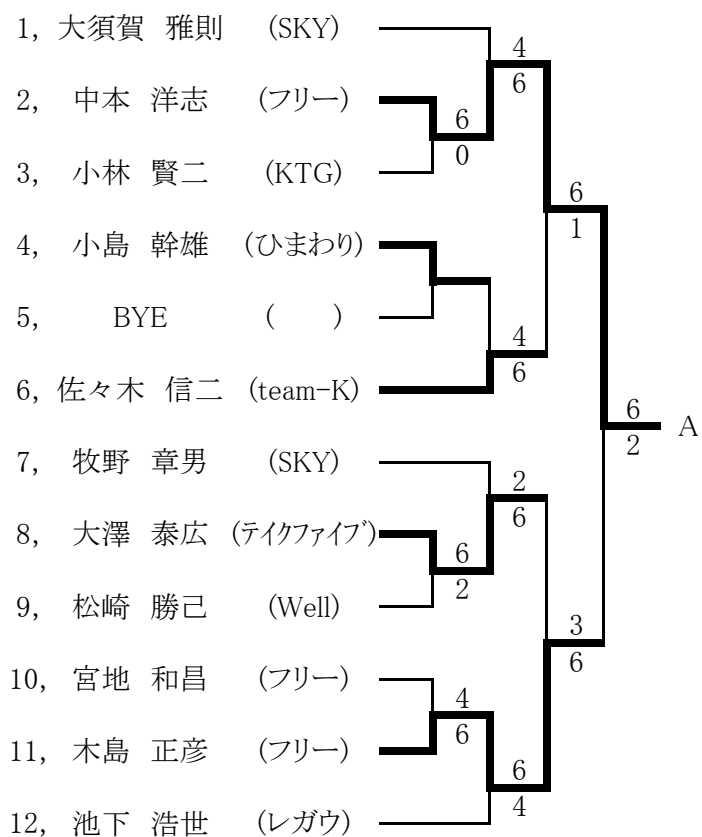 1, 大須賀 雅則 (SKY)
4
6
2, 中本 洋志 (フリー)
6
0
3, 小林 賢二 (KTG)
6
1
4, 小島 幹雄 (ひまわり)
5, BYE ( )
4
6
6, 佐々木 信二 (team-K)
6
2
A
7, 牧野 章男 (SKY)
2
6
8, 大澤 泰広 (テイクファイブ)
6
2
9, 松崎 勝己 (Well)
3
6
10, 宮地 和昌 (フリー)
4
6
11, 木島 正彦 (フリー)
6
4
12, 池下 浩世 (レガウ)